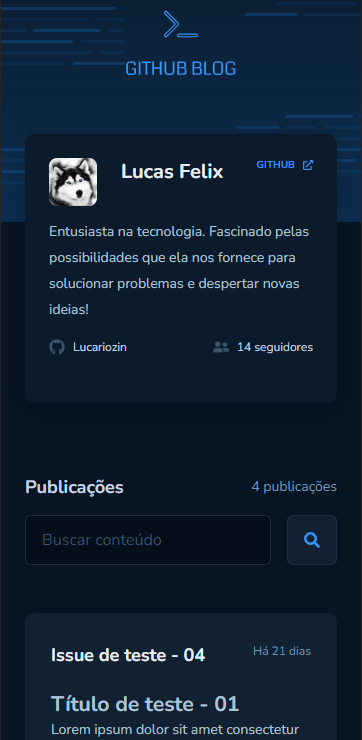 GITHUB BLOG
Lucas Felix
GITHUB
Entusiasta na tecnologia. Fascinado pelas
possibilidades que ela nos fornece para
solucionar problemas e despertar novas
ideias!
Lucariozin
14 seguidores
Publicações
4 publicações
Buscar conteúdo
Issue de teste - 04
Há 21 dias
Título de teste - 01
Lorem ipsum dolor sit amet consectetur